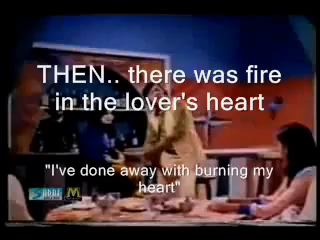 THEN.. there was fire
in the lover's heart
"I've done away with burning my
heart"